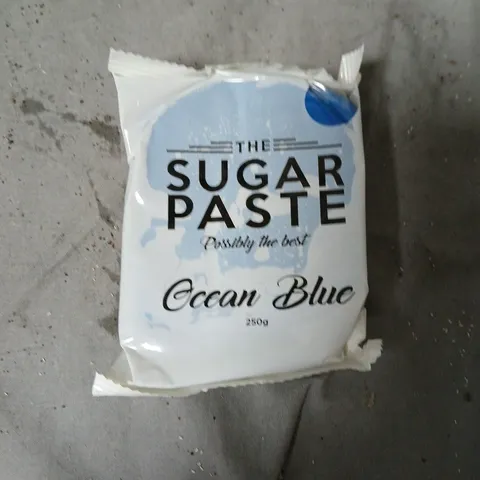 THE
SUGAR
PASTE
Possibly the best
Ocean Blue
250g